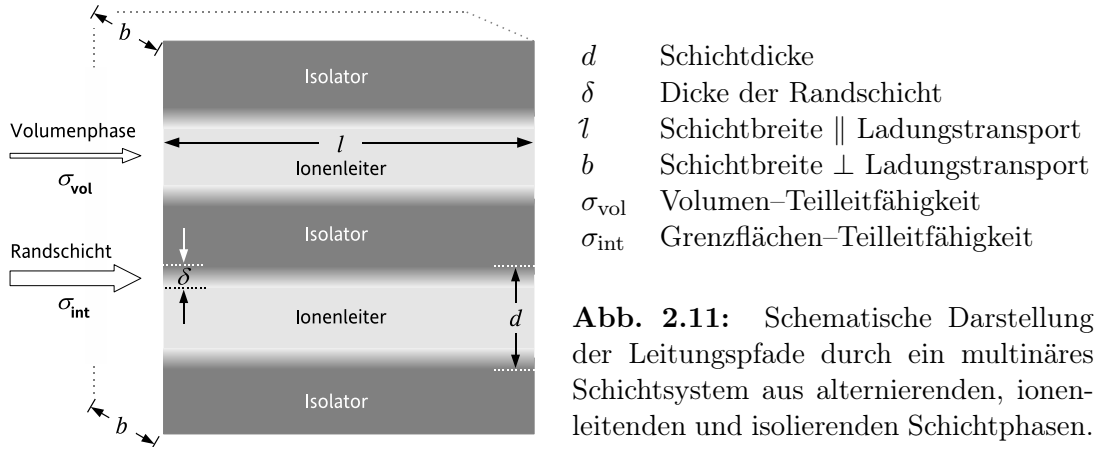 b
Isolator
Volumenphase
σvol
l
Ionenleiter
Isolator
Randschicht
σint
δ
Ionenleiter
d
Isolator
b
d Schichtdicke
δ Dicke der Randschicht
l Schichtbreite ∥ Ladungstransport
b Schichtbreite ⊥ Ladungstransport
σvol Volumen–Teilleitfähigkeit
σint Grenzflächen–Teilleitfähigkeit
Abb. 2.11: Schematische Darstellung
der Leitungspfade durch ein multinäres
Schichtsystem aus alternierenden, ionen-
leitenden und isolierenden Schichtphasen.